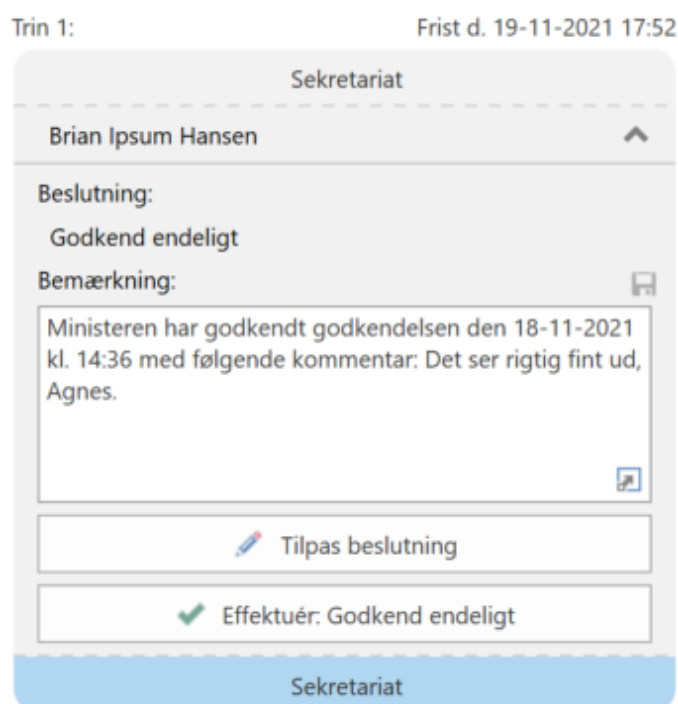 Trin 1: Frist d. 19-11-2021 17:52
Sekretariat
Brian Ipsum Hansen
Beslutning:
Godkend endeligt
Bemærkning:
Ministeren har godkendt godkendelsen den 18-11-2021
kl. 14:36 med følgende kommentar: Det ser rigtig fint ud,
Agnes.
Tilpas beslutning
Effektuér: Godkend endeligt
Sekretariat